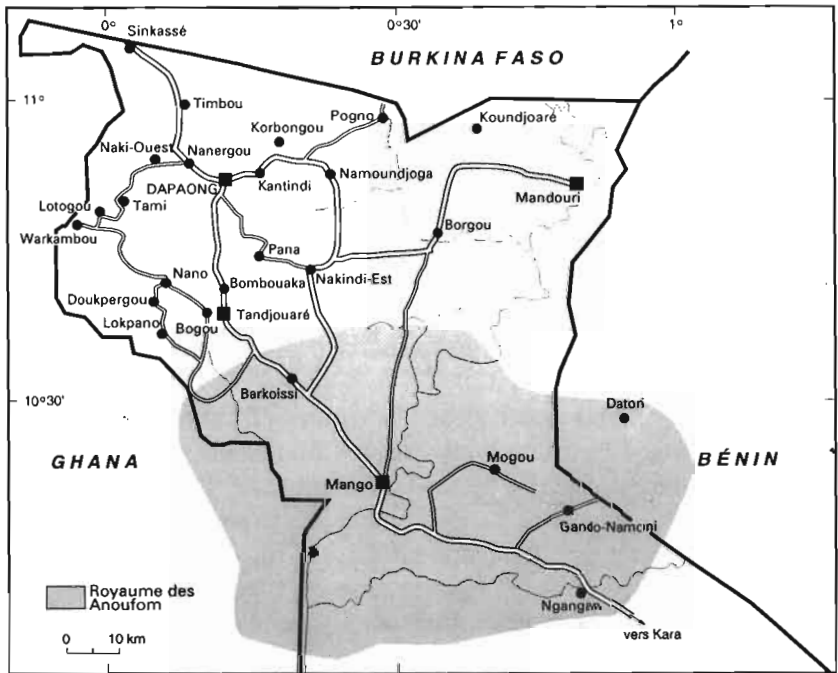 0°
0°30'
1°
Sinkassé
BURKINA FASO
11°
Timbou
Pogno
Koundjoaré
Korbongou
Naki-Ouest
Nanergou
DAPAONG
Kantindi
Namoundjoga
Mandouri
Lotogou
Tami
Warkambou
Borgou
Pana
Nano
Bombouaka
Nakindi-Est
Doukpergou
Tandjouaré
Lokpano
Bogou
Barkoissi
10°30'
Datori
GHANA
BÉNIN
Mogou
Mango
Gando-Namoni
Royaume des
Anoufom
Ngangan
0 10 km
vers Kara